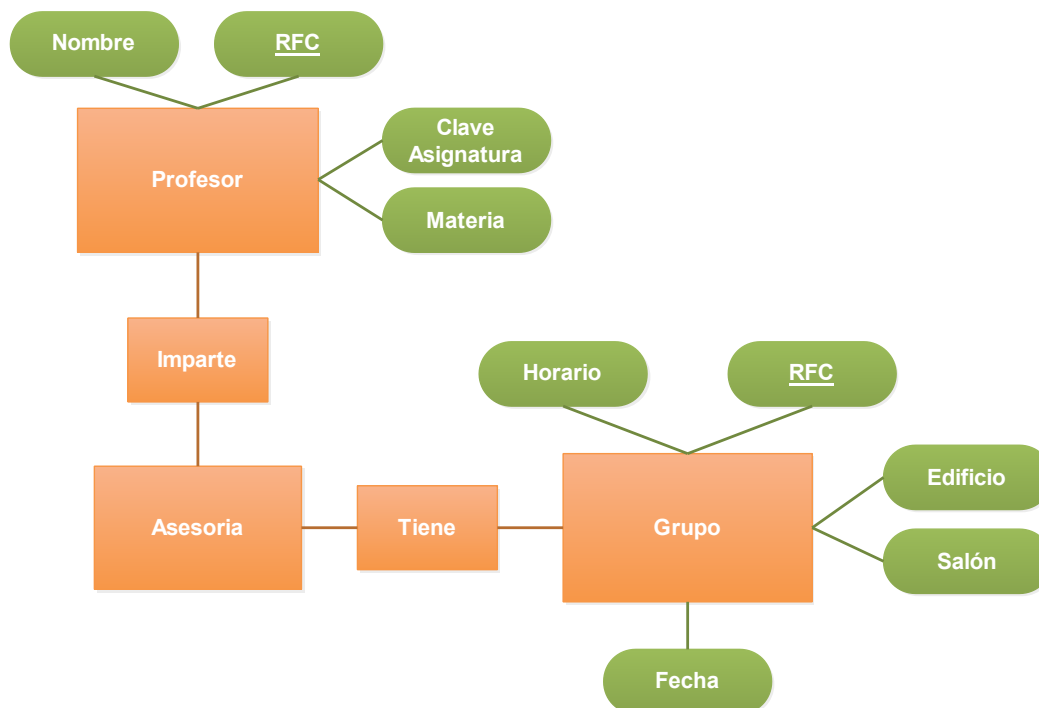 Nombre
RFC
Clave
Asignatura
Profesor
Materia
Imparte
Horario
RFC
Edificio
Asesoria
Tiene
Grupo
Salón
Fecha